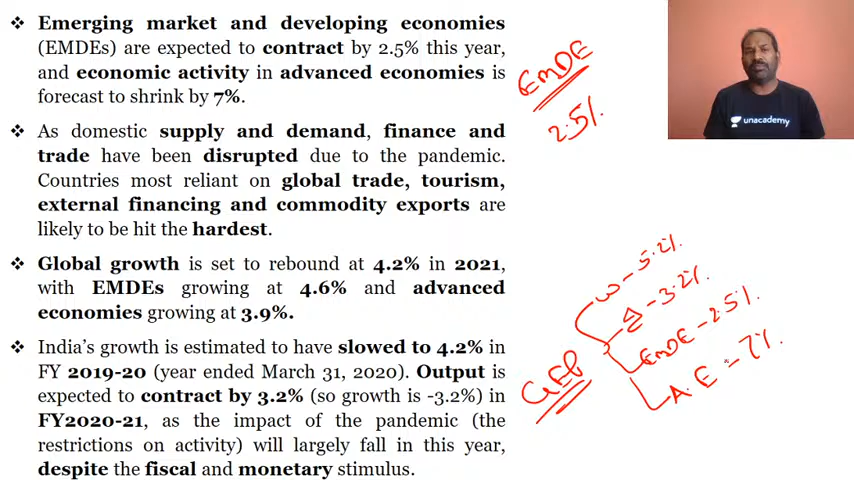 ❖ Emerging market and developing economies
(EMDEs) are expected to contract by 2.5% this year,
and economic activity in advanced economies is
forecast to shrink by 7%.
❖ As domestic supply and demand, finance and
trade have been disrupted due to the pandemic.
Countries most reliant on global trade, tourism,
external financing and commodity exports are
likely to be hit the hardest.
❖ Global growth is set to rebound at 4.2% in 2021,
with EMDEs growing at 4.6% and advanced
economies growing at 3.9%.
❖ India's growth is estimated to have slowed to 4.2% in
FY 2019-20 (year ended March 31, 2020). Output is
expected to contract by 3.2% (so growth is -3.2%) in
FY2020-21, as the impact of the pandemic (the
restrictions on activity) will largely fall in this year,
despite the fiscal and monetary stimulus.
EMDE
2.5%
GEP
W - 5.2%
- 3.2%
EMDE - 2.5%
A.E - 7%
unacademy